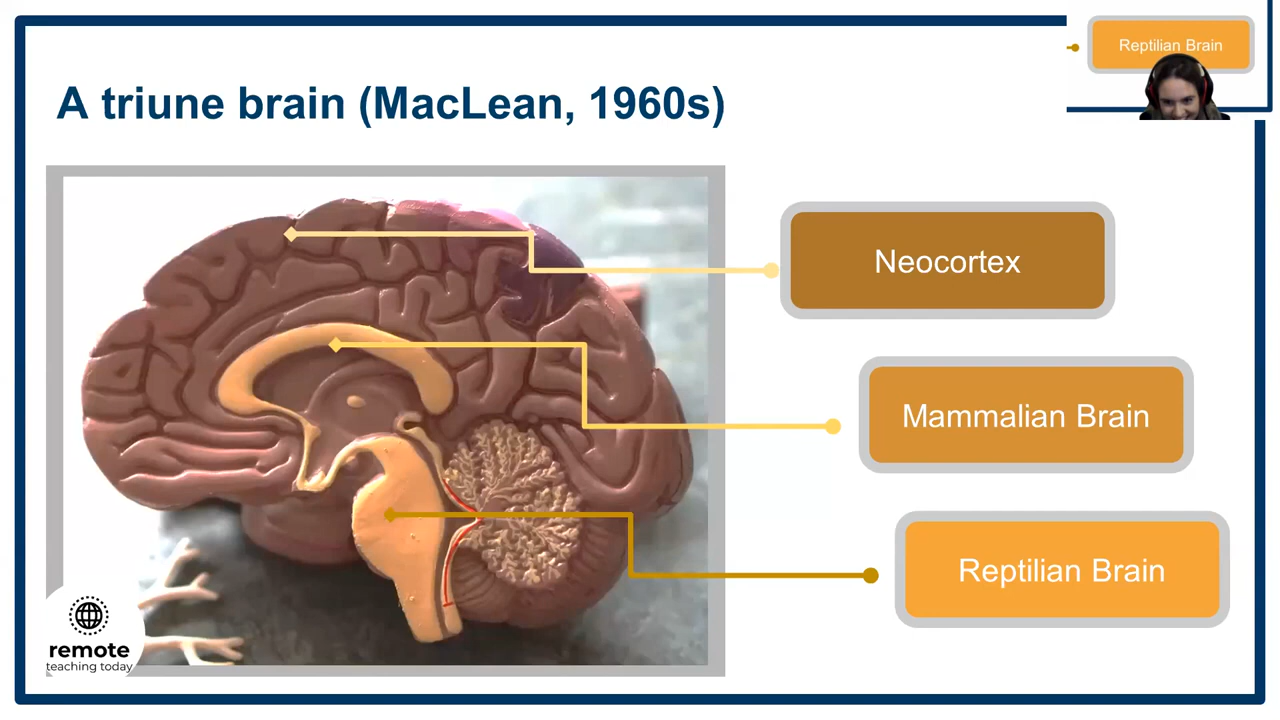 Reptilian Brain
A triune brain (MacLean, 1960s)
Neocortex
Mammalian Brain
Reptilian Brain
remote
teaching today